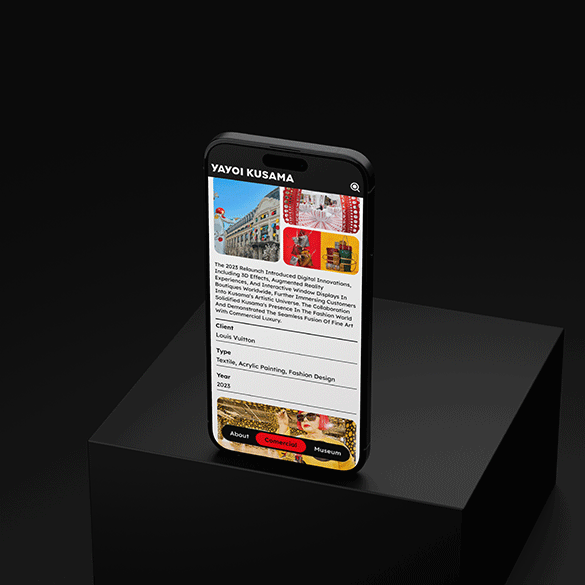 YAYOI KUSAMA
The 2023 Relaunch Introduced Digital Innovations,
Including 3D Effects, Augmented Reality
Experiences, And Interactive Window Displays In
Boutiques Worldwide, Further Immersing Customers
Into Kusama's Artistic Universe. The Collaboration
Solidified Kusama's Presence In The Fashion World
And Demonstrated The Seamless Fusion Of Fine Art
With Commercial Luxury.
Client
Louis Vuitton
Type
Textile, Acrylic Painting, Fashion Design
Year
2023
About
Comercial
Museum